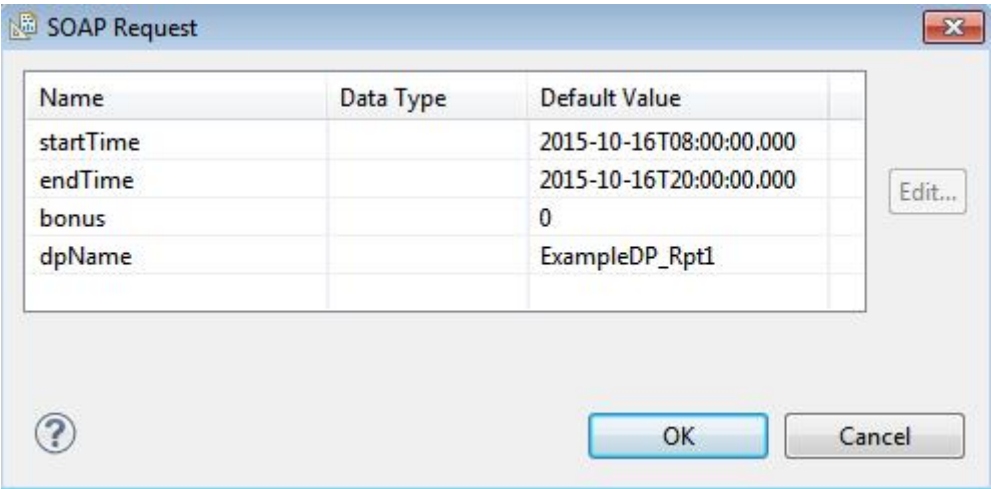 SOAP Request
Name Data Type Default Value
startTime 2015-10-16T08:00:00.000
endTime 2015-10-16T20:00:00.000
bonus 0
dpName ExampleDP_Rpt1
Edit...
?
OK Cancel